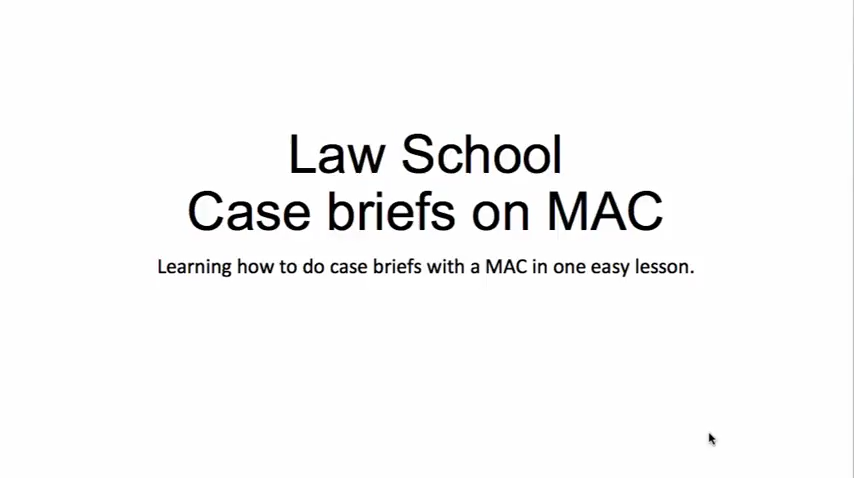 Law School
Case briefs on MAC
Learning how to do case briefs with a MAC in one easy lesson.